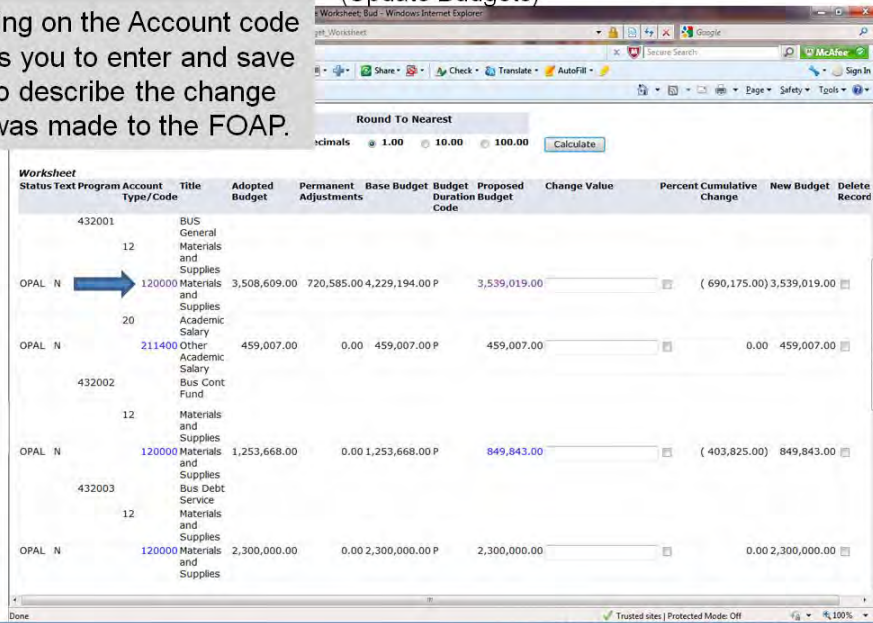 (Update Budgets)
ing on the Account code
s you to enter and save
o describe the change
was made to the FOAP.
Worksheet; Bud - Windows Internet Explorer
get_Worksheet
Google
Secure Search
McAfee
Share
Check
Translate
AutoFill
Sign In
Page
Safety
Tools
Round To Nearest
ecimals 1.00 10.00 100.00 Calculate
Worksheet
Status Text Program Account Title Adopted Permanent Base Budget Budget Proposed Change Value Percent Cumulative New Budget Delete
Type/Code Budget Adjustments Duration Budget Change Record
Code
432001 BUS
General
12 Materials
and
Supplies
OPAL N 120000 Materials 3,508,609.00 720,585.00 4,229,194.00 P 3,539,019.00 ( 690,175.00) 3,539,019.00
and
Supplies
20 Academic
Salary
OPAL N 211400 Other 459,007.00 0.00 459,007.00 P 459,007.00 0.00 459,007.00
Academic
Salary
432002 Bus Cont
Fund
12 Materials
and
Supplies
OPAL N 120000 Materials 1,253,668.00 0.00 1,253,668.00 P 849,843.00 ( 403,825.00) 849,843.00
and
Supplies
432003 Bus Debt
Service
12 Materials
and
Supplies
OPAL N 120000 Materials 2,300,000.00 0.00 2,300,000.00 P 2,300,000.00 0.00 2,300,000.00
and
Supplies
Done
Trusted sites | Protected Mode: Off
100%